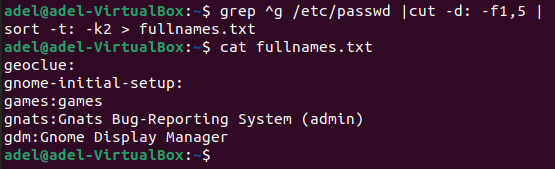 adel@adel-VirtualBox:~$ grep ^g /etc/passwd |cut -d: -f1,5 |
sort -t: -k2 > fullnames.txt
adel@adel-VirtualBox:~$ cat fullnames.txt
geoclue:
gnome-initial-setup:
games:games
gnats:Gnats Bug-Reporting System (admin)
gdm:Gnome Display Manager
adel@adel-VirtualBox:~$